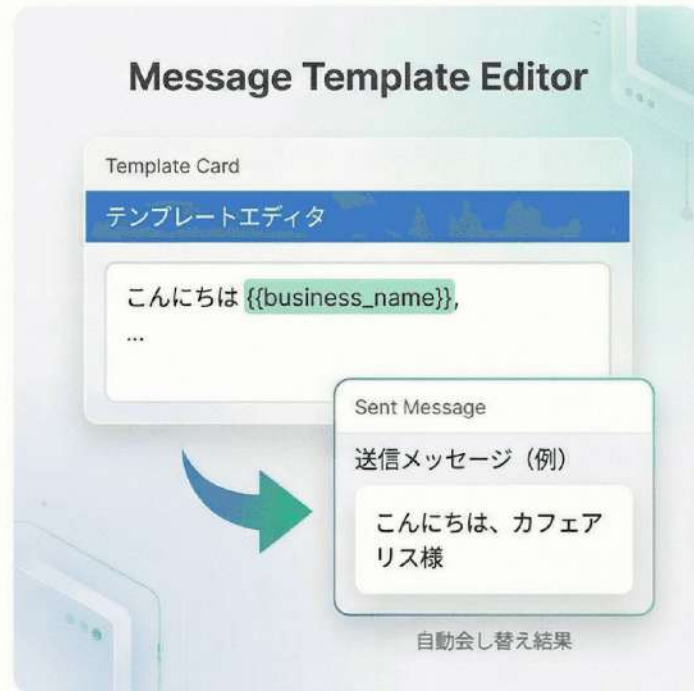 Message Template Editor
Template Card
テンプレートエディタ
こんにちは {{business_name}},
...
Sent Message
送信メッセージ（例）
こんにちは、カフェア
リス様
自動会し替え結果